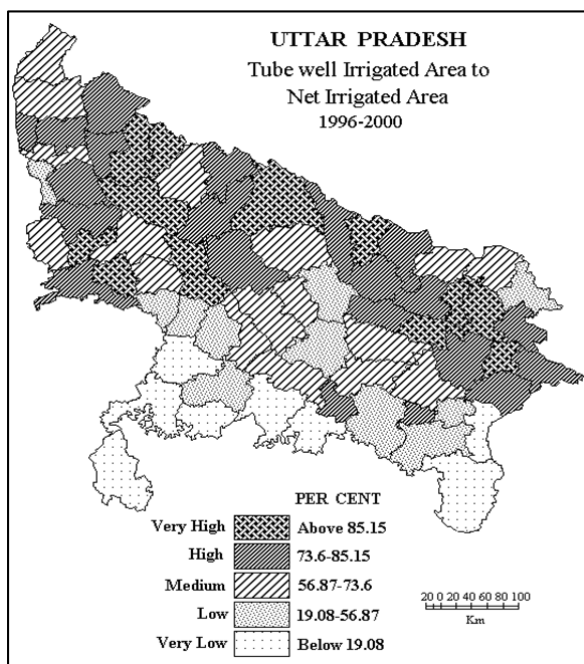 UTTAR PRADESH
Tube well Irrigated Area to
Net Irrigated Area
1996-2000
PER CENT
Very High Above 85.15
High 73.6-85.15
Medium 56.87-73.6
Low 19.08-56.87
Very Low Below 19.08
20 0 20 40 60 80 100
Km